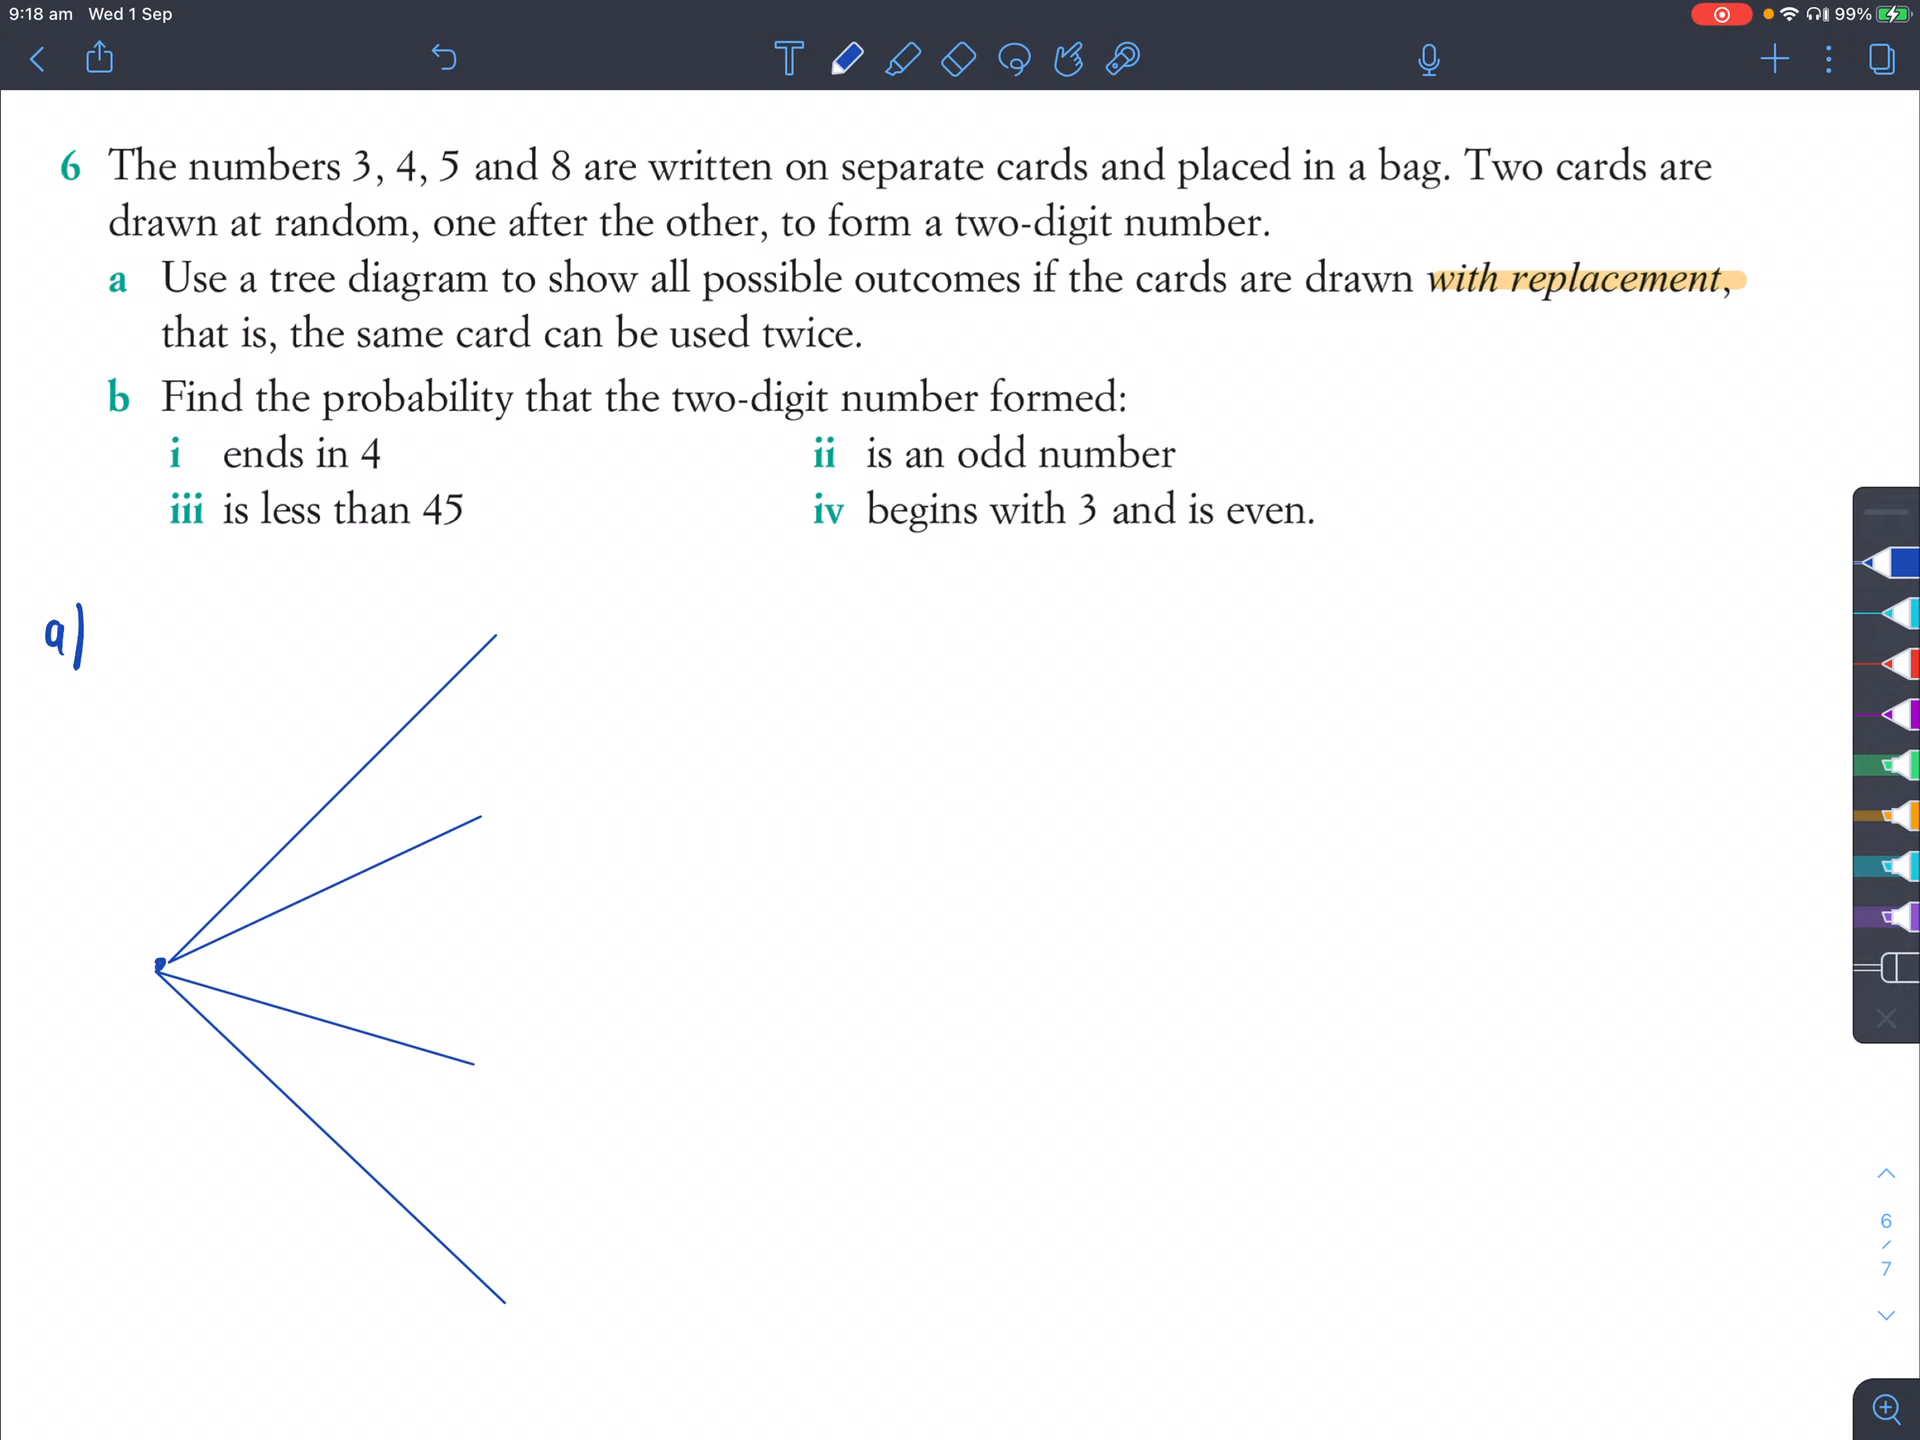 9:18 am Wed 1 Sep 99%
T
6 The numbers 3, 4, 5 and 8 are written on separate cards and placed in a bag. Two cards are
drawn at random, one after the other, to form a two-digit number.
a Use a tree diagram to show all possible outcomes if the cards are drawn with replacement,
that is, the same card can be used twice.
b Find the probability that the two-digit number formed:
i ends in 4 ii is an odd number
iii is less than 45 iv begins with 3 and is even.
a)
6
/
7